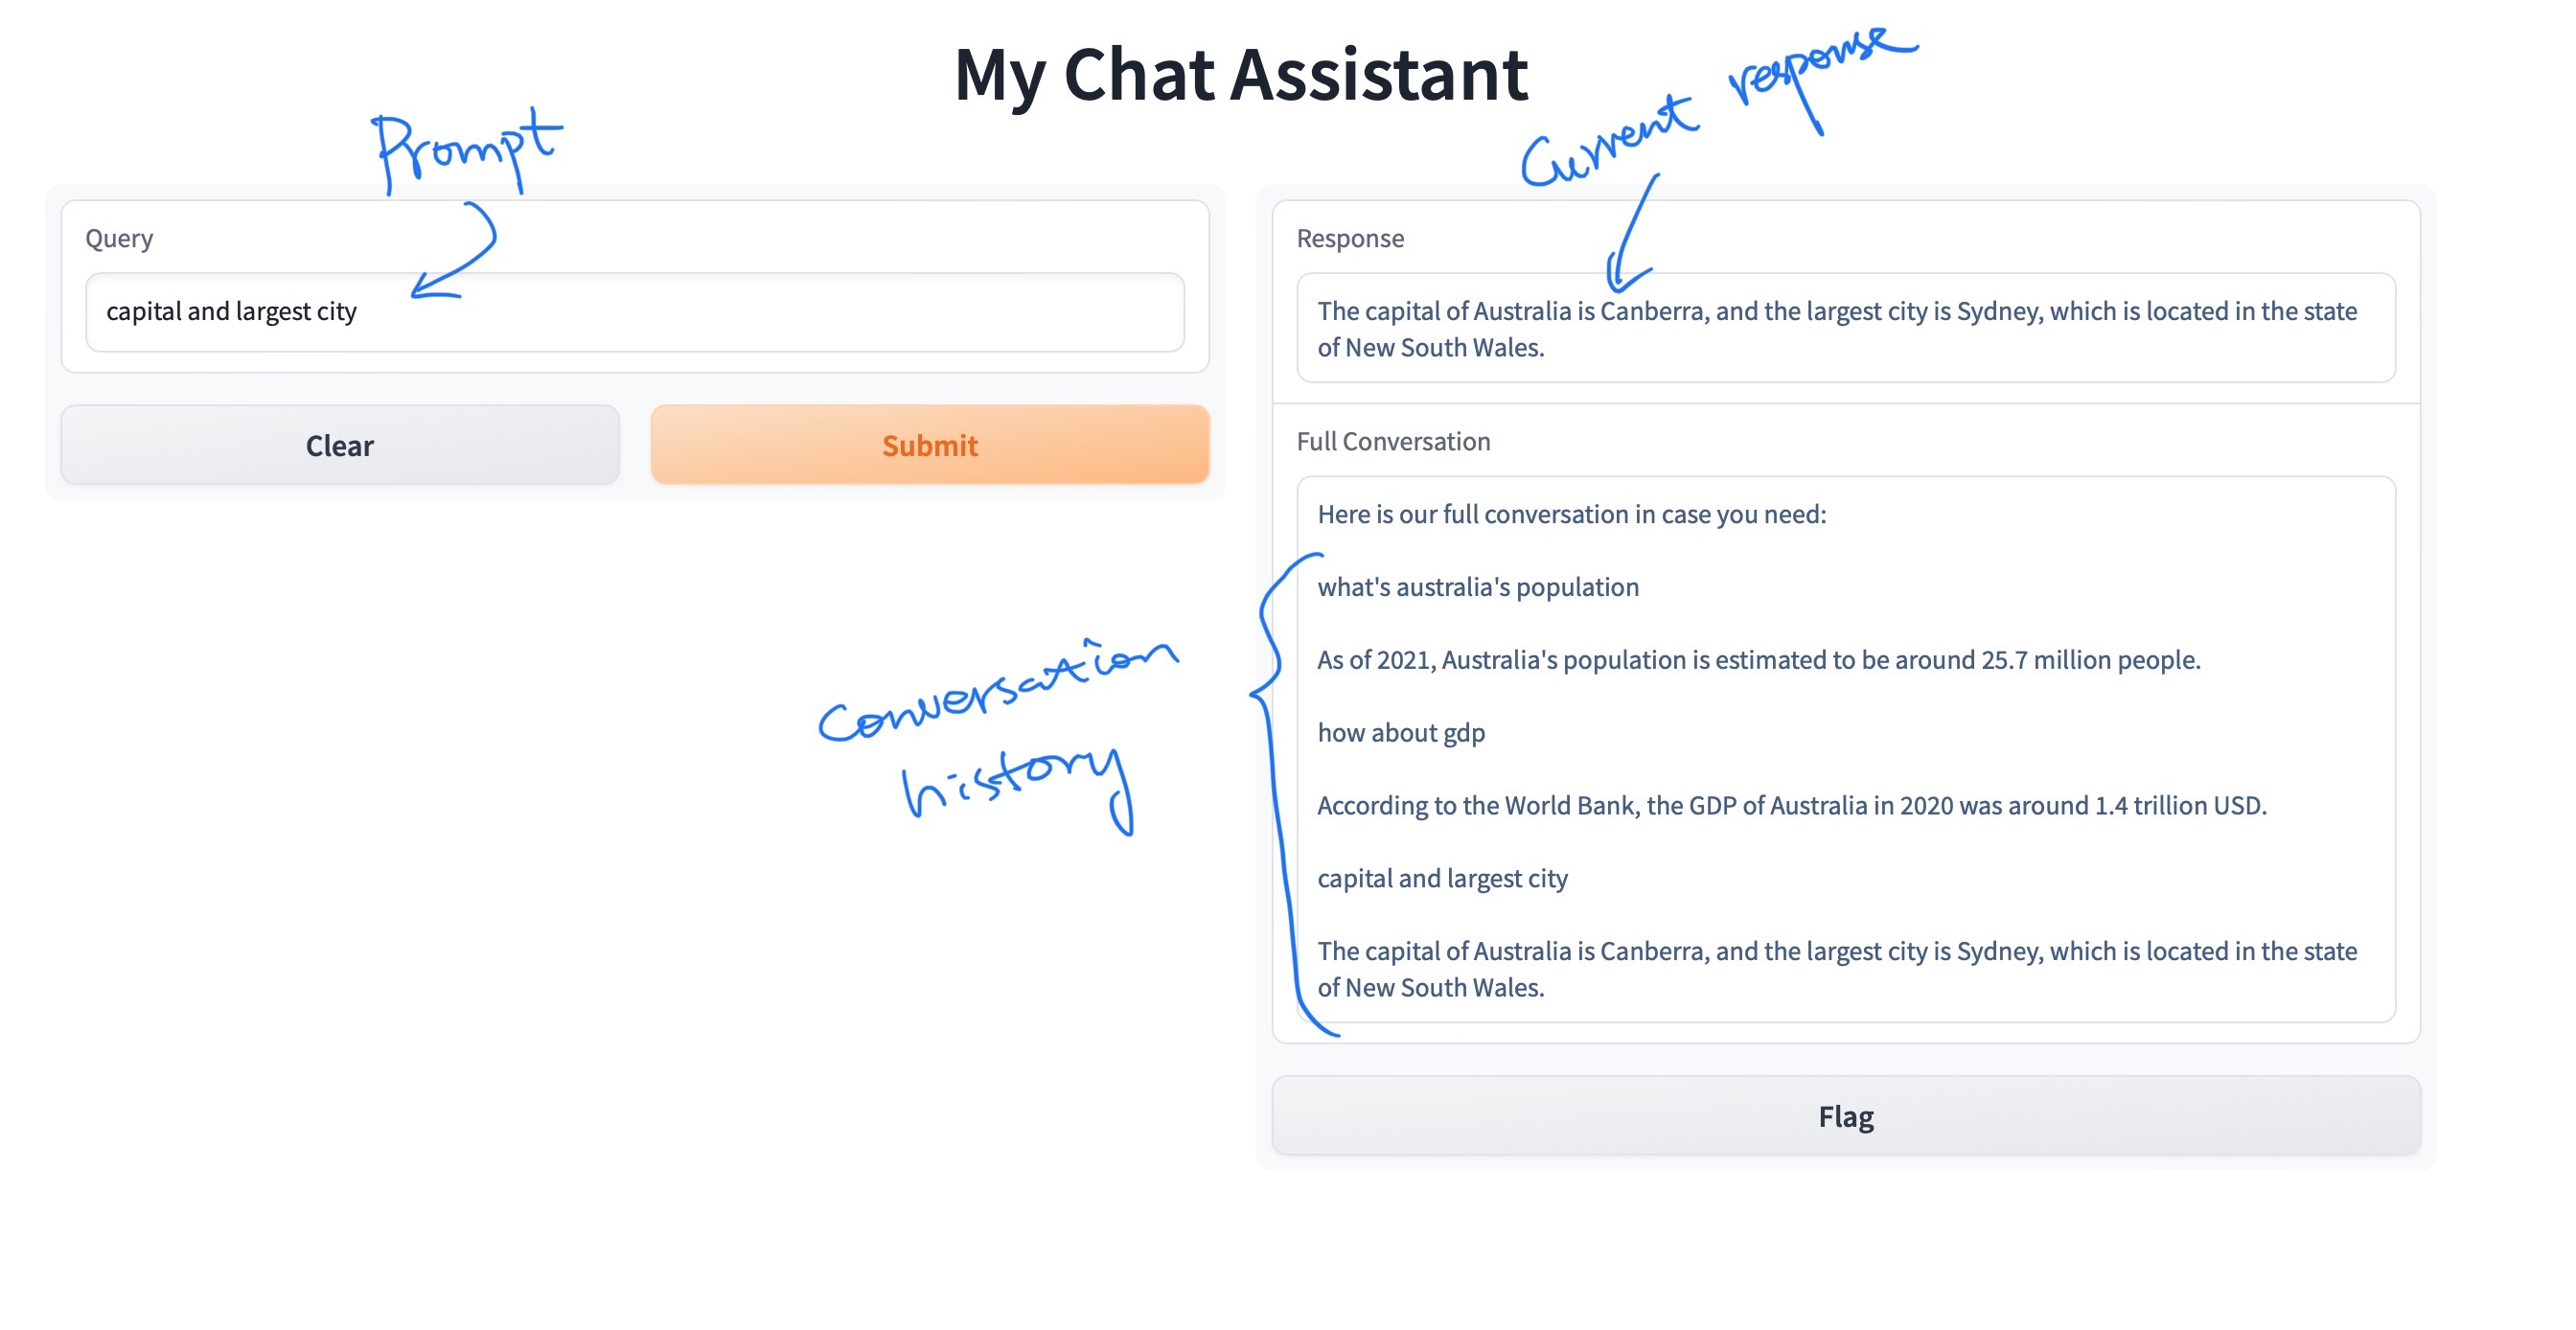 My Chat Assistant
Prompt
Current response
Query
capital and largest city
Clear
Submit
Response
The capital of Australia is Canberra, and the largest city is Sydney, which is located in the state
of New South Wales.
Full Conversation
Here is our full conversation in case you need:
what's australia's population
As of 2021, Australia's population is estimated to be around 25.7 million people.
how about gdp
According to the World Bank, the GDP of Australia in 2020 was around 1.4 trillion USD.
capital and largest city
The capital of Australia is Canberra, and the largest city is Sydney, which is located in the state
of New South Wales.
Conversation
history
Flag